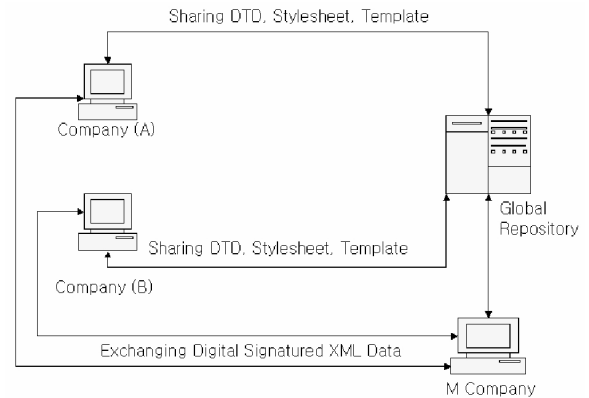 Sharing DTD, Stylesheet, Template
Company (A)
Global
Repository
Sharing DTD, Stylesheet, Template
Company (B)
Exchanging Digital Signatured XML Data
M Company